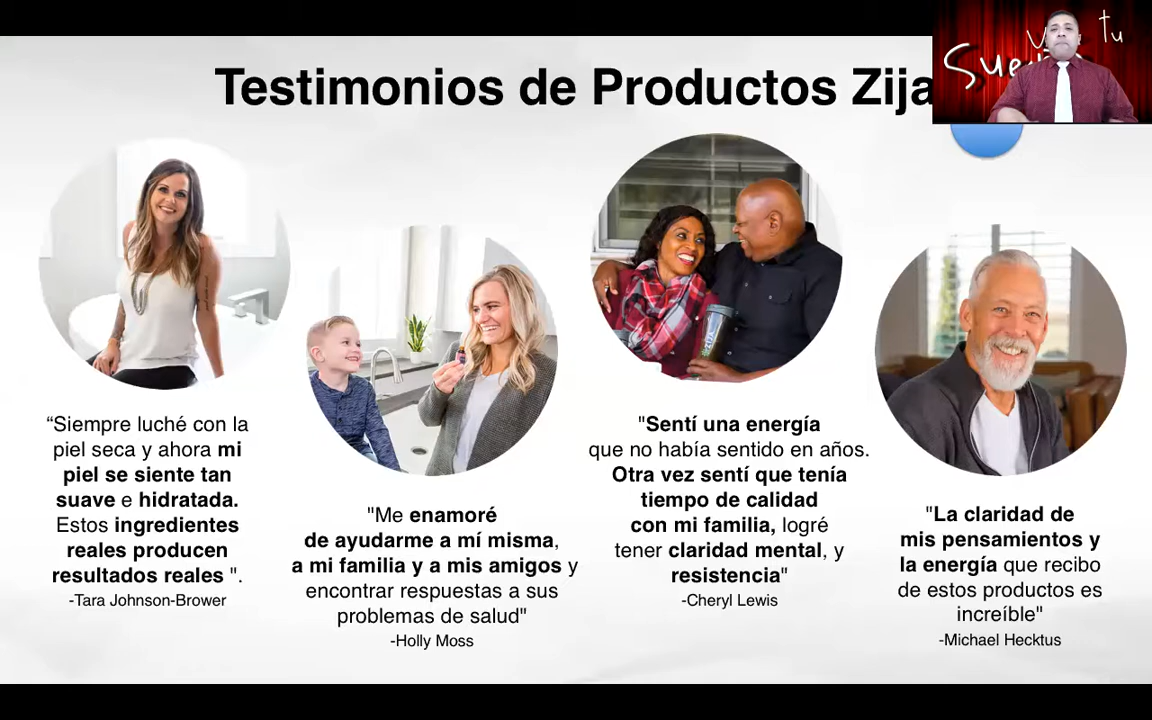 Testimonios de Productos Zija
tu
“Siempre luché con la
piel seca y ahora mi
piel se siente tan
suave e hidratada.
Estos ingredientes
reales producen
resultados reales ".
-Tara Johnson-Brower
"Me enamoré
de ayudarme a mí misma,
a mi familia y a mis amigos y
encontrar respuestas a sus
problemas de salud"
-Holly Moss
"Sentí una energía
que no había sentido en años.
Otra vez sentí que tenía
tiempo de calidad
con mi familia, logré
tener claridad mental, y
resistencia"
-Cheryl Lewis
"La claridad de
mis pensamientos y
la energía que recibo
de estos productos es
increíble"
-Michael Hecktus